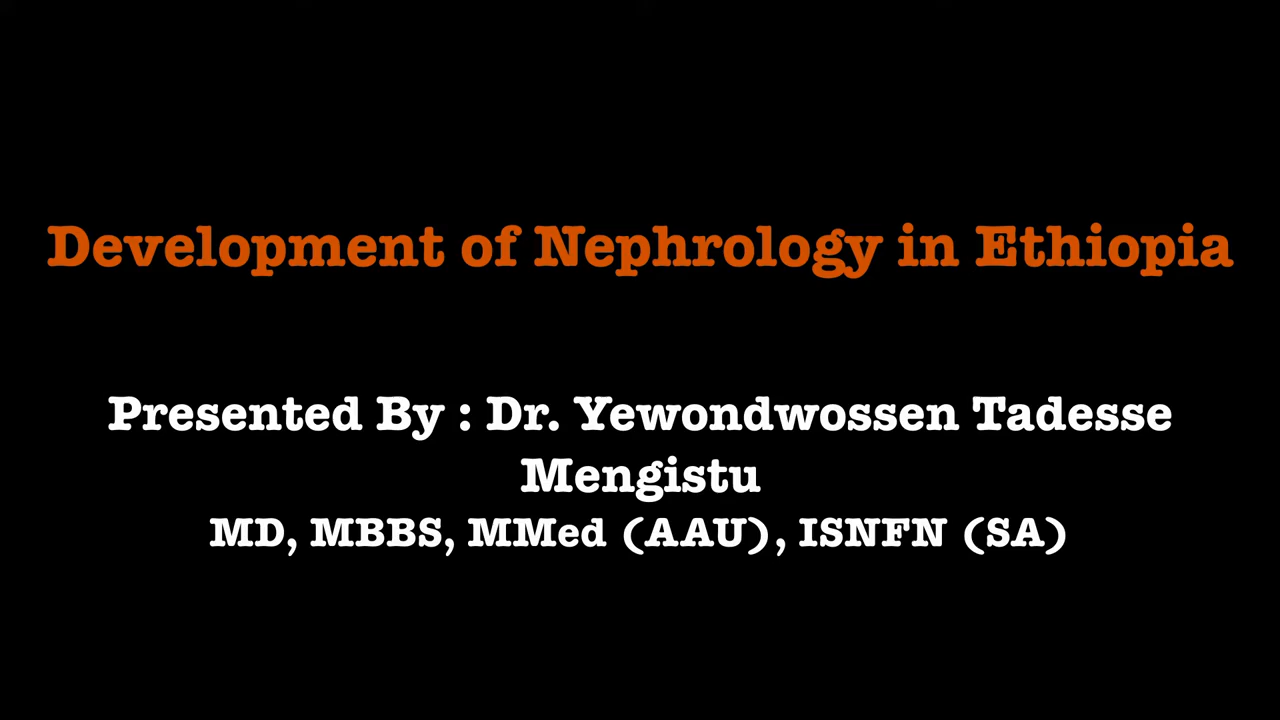 Development of Nephrology in Ethiopia
Presented By : Dr. Yewondwossen Tadesse
Mengistu
MD, MBBS, MMed (AAU), ISNFN (SA)